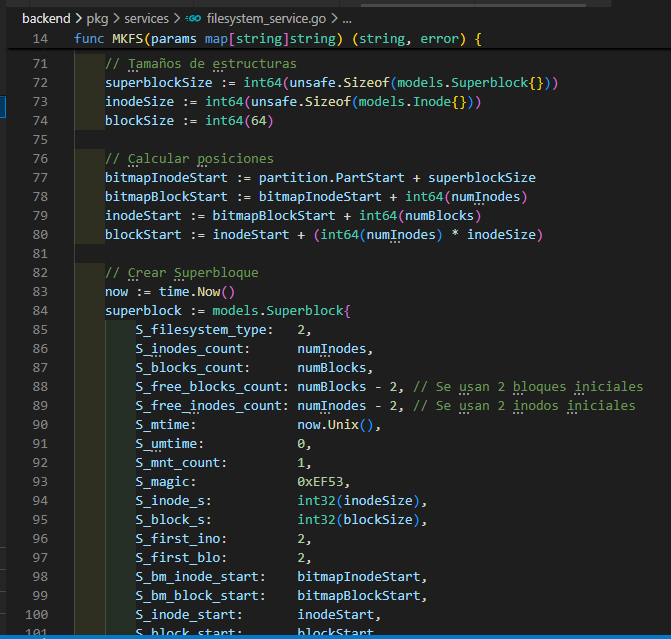 backend > pkg > services > GO filesystem_service.go > ...
14 func MKFS(params map[string]string) (string, error) {
71 // Tamaños de estructuras
72 superblockSize := int64(unsafe.Sizeof(models.Superblock{}))
73 inodeSize := int64(unsafe.Sizeof(models.Inode{}))
74 blockSize := int64(64)
75
76 // Calcular posiciones
77 bitmapInodeStart := partition.PartStart + superblockSize
78 bitmapBlockStart := bitmapInodeStart + int64(numInodes)
79 inodeStart := bitmapBlockStart + int64(numBlocks)
80 blockStart := inodeStart + (int64(numInodes) * inodeSize)
81
82 // Crear Superbloque
83 now := time.Now()
84 superblock := models.Superblock{
85 S_filesystem_type: 2,
86 S_inodes_count: numInodes,
87 S_blocks_count: numBlocks,
88 S_free_blocks_count: numBlocks - 2, // Se usan 2 bloques iniciales
89 S_free_inodes_count: numInodes - 2, // Se usan 2 inodos iniciales
90 S_mtime: now.Unix(),
91 S_umtime: 0,
92 S_mnt_count: 1,
93 S_magic: 0xEF53,
94 S_inode_s: int32(inodeSize),
95 S_block_s: int32(blockSize),
96 S_first_ino: 2,
97 S_first_blo: 2,
98 S_bm_inode_start: bitmapInodeStart,
99 S_bm_block_start: bitmapBlockStart,
100 S_inode_start: inodeStart,
101 S_block_start: blockStart,